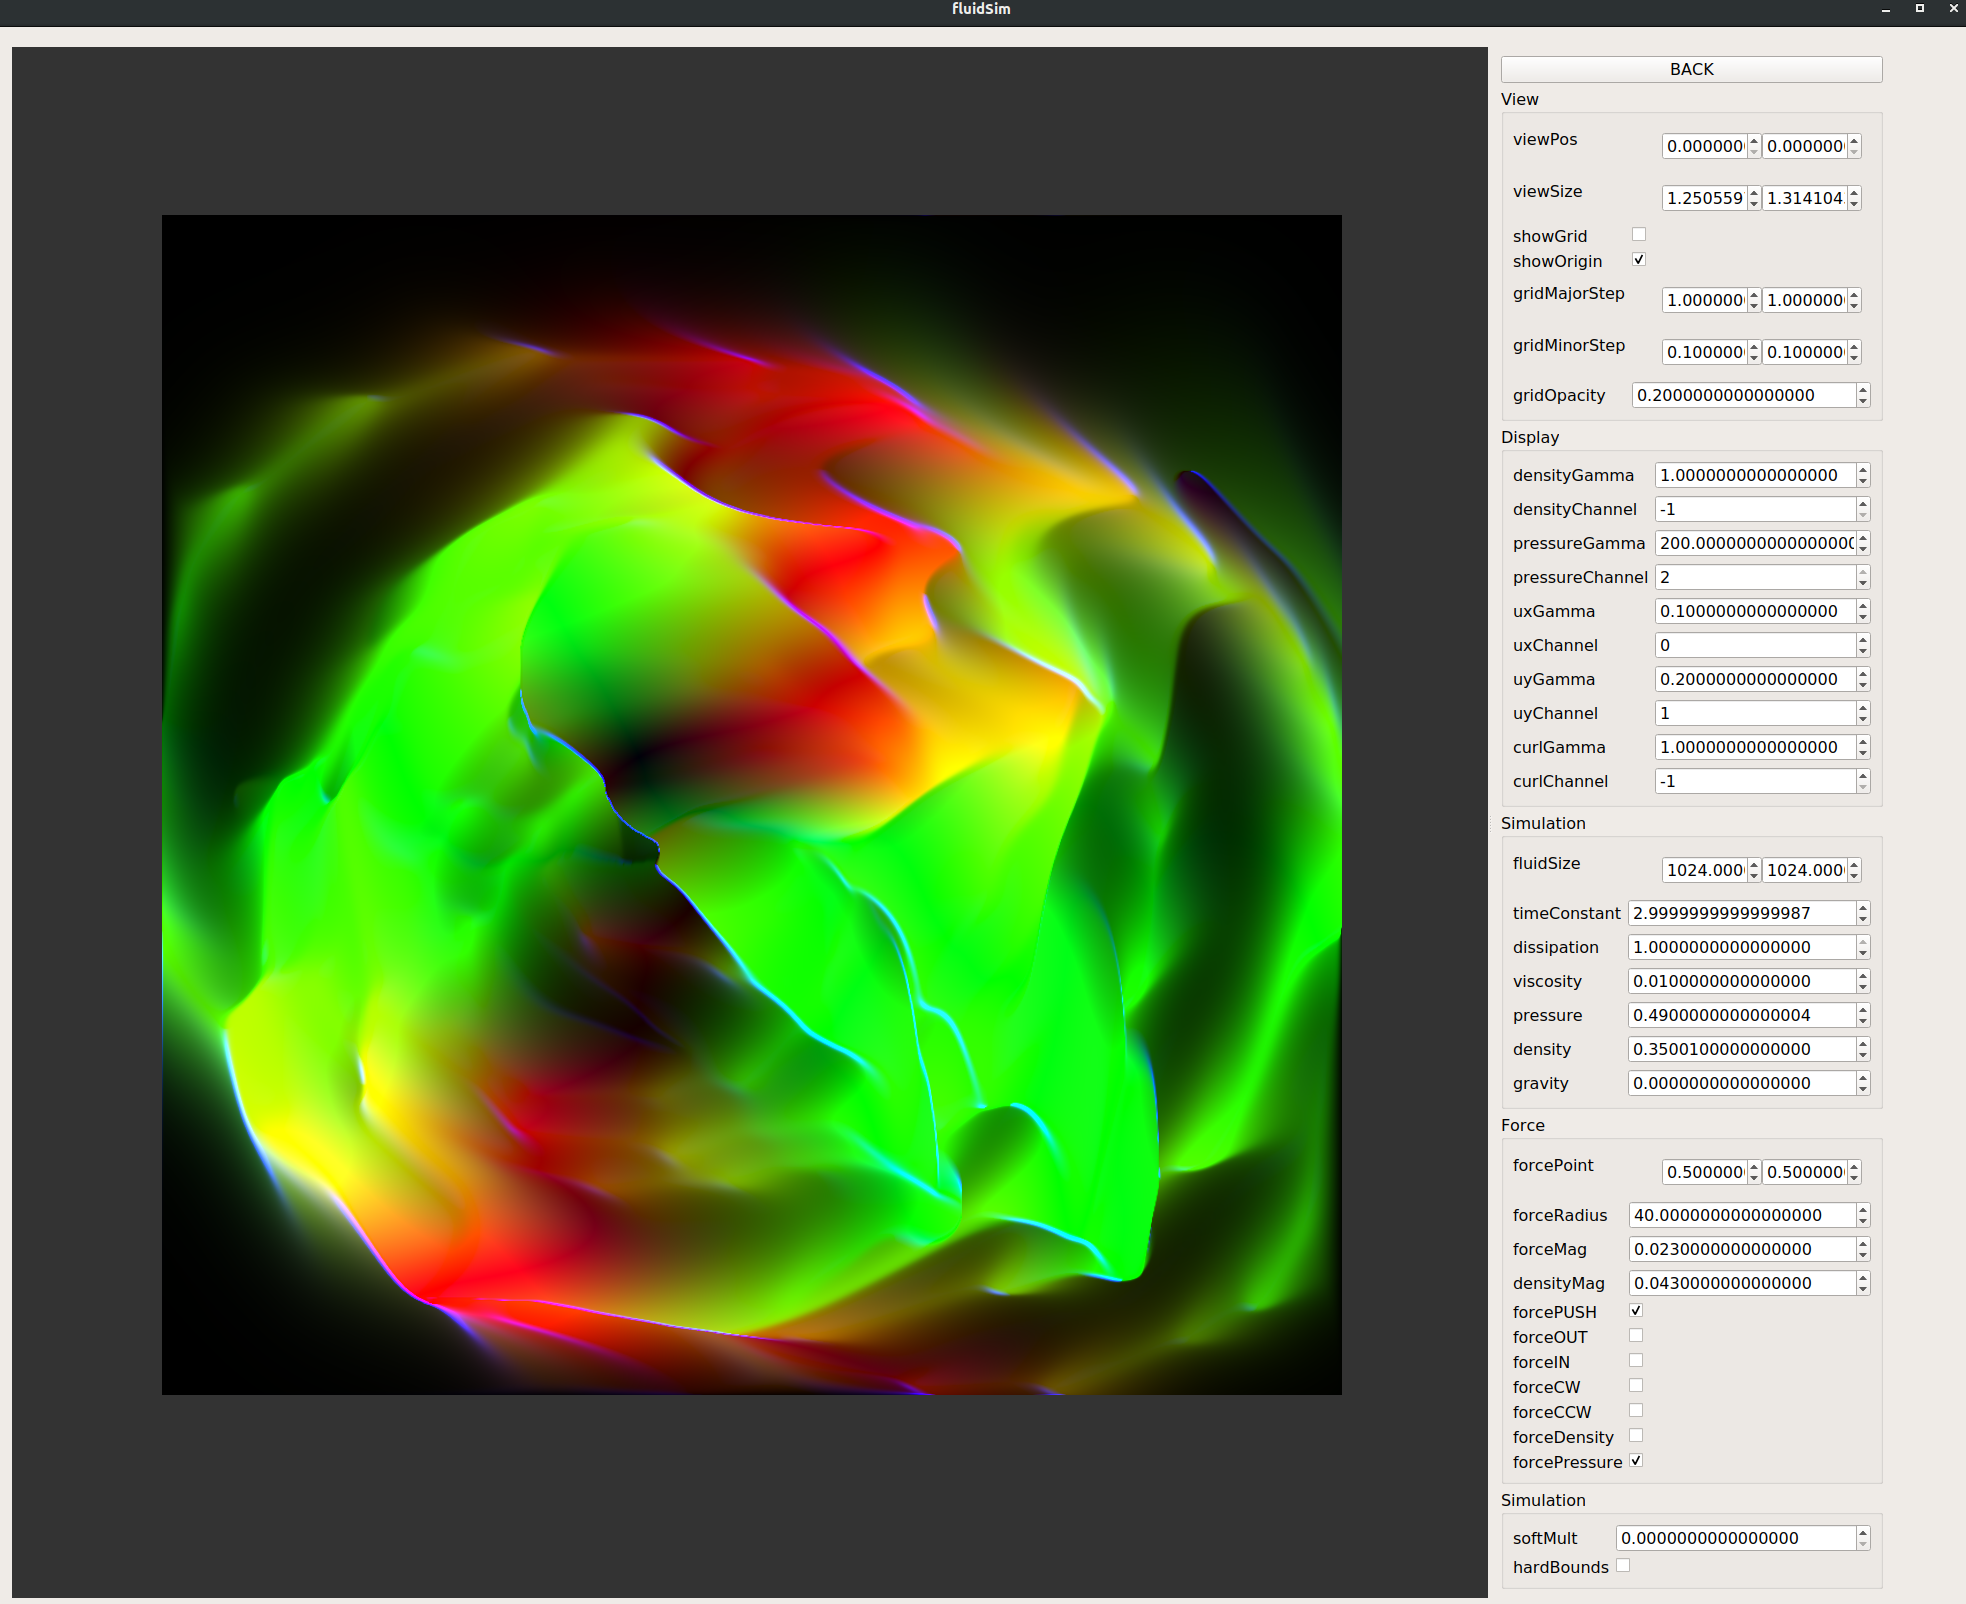 fluidSim
BACK
View
viewPos 0.000000 0.000000
viewSize 1.250559 1.314104
showGrid
showOrigin
gridMajorStep 1.000000 1.000000
gridMinorStep 0.100000 0.100000
gridOpacity 0.2000000000000000
Display
densityGamma 1.0000000000000000
densityChannel -1
pressureGamma 200.0000000000000000
pressureChannel 2
uxGamma 0.1000000000000000
uxChannel 0
uyGamma 0.2000000000000000
uyChannel 1
curlGamma 1.0000000000000000
curlChannel -1
Simulation
fluidSize 1024.000 1024.000
timeConstant 2.9999999999999987
dissipation 1.0000000000000000
viscosity 0.0100000000000000
pressure 0.4900000000000004
density 0.3500100000000000
gravity 0.0000000000000000
Force
forcePoint 0.500000 0.500000
forceRadius 40.0000000000000000
forceMag 0.0230000000000000
densityMag 0.0430000000000000
forcePUSH
forceOUT
forceIN
forceCW
forceCCW
forceDensity
forcePressure
Simulation
softMult 0.0000000000000000
hardBounds